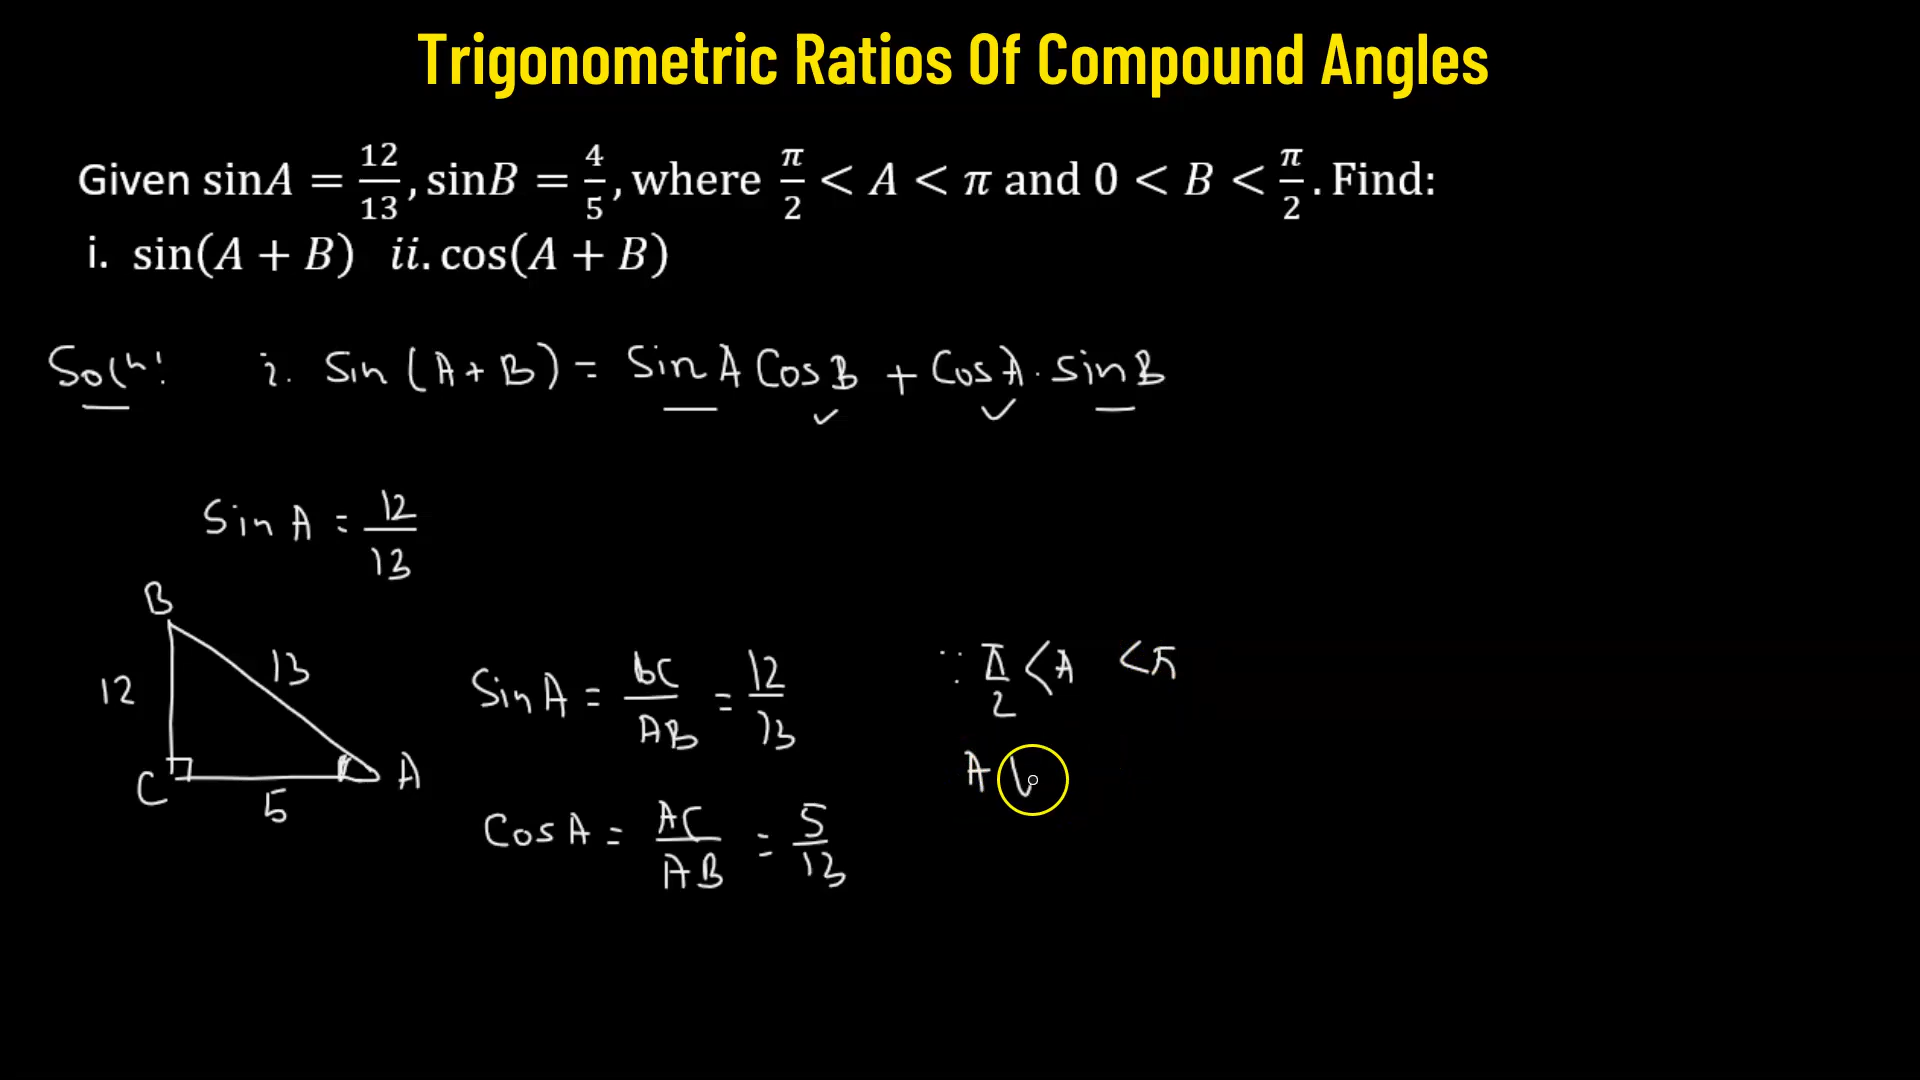 Trigonometric Ratios Of Compound Angles
Given sinA = 12/13, sinB = 4/5, where π/2 < A < π and 0 < B < π/2. Find:
i. sin(A + B) ii. cos(A + B)
Soln: i. Sin (A+B) = Sin A Cos B + Cos A · sin B
Sin A = 12/13
B
12
13
C
5
A
Sin A = BC/AB = 12/13
Cos A = AC/AB = 5/13
∵ π/2 < A < π
A